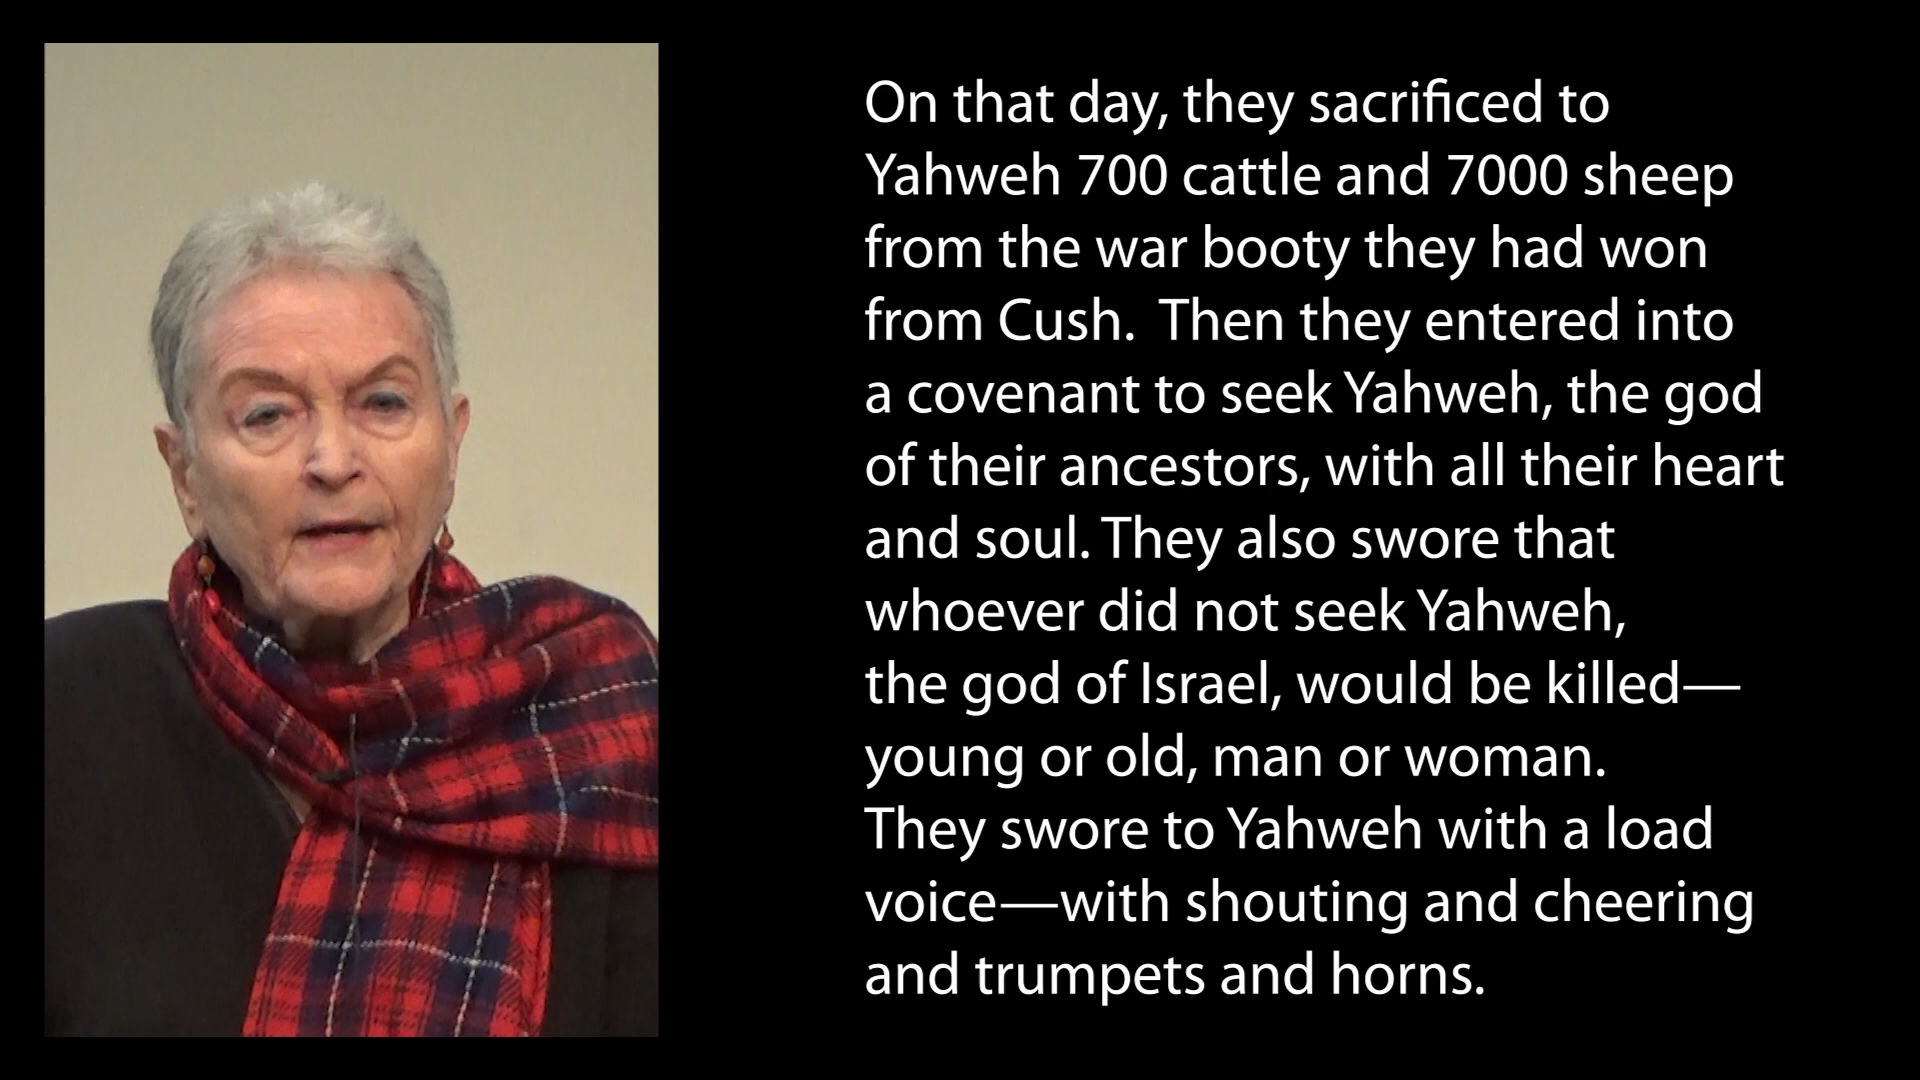 On that day, they sacrificed to
Yahweh 700 cattle and 7000 sheep
from the war booty they had won
from Cush.  Then they entered into
a covenant to seek Yahweh, the god
of their ancestors, with all their heart
and soul. They also swore that
whoever did not seek Yahweh,
the god of Israel, would be killed—
young or old, man or woman.
They swore to Yahweh with a load
voice—with shouting and cheering
and trumpets and horns.